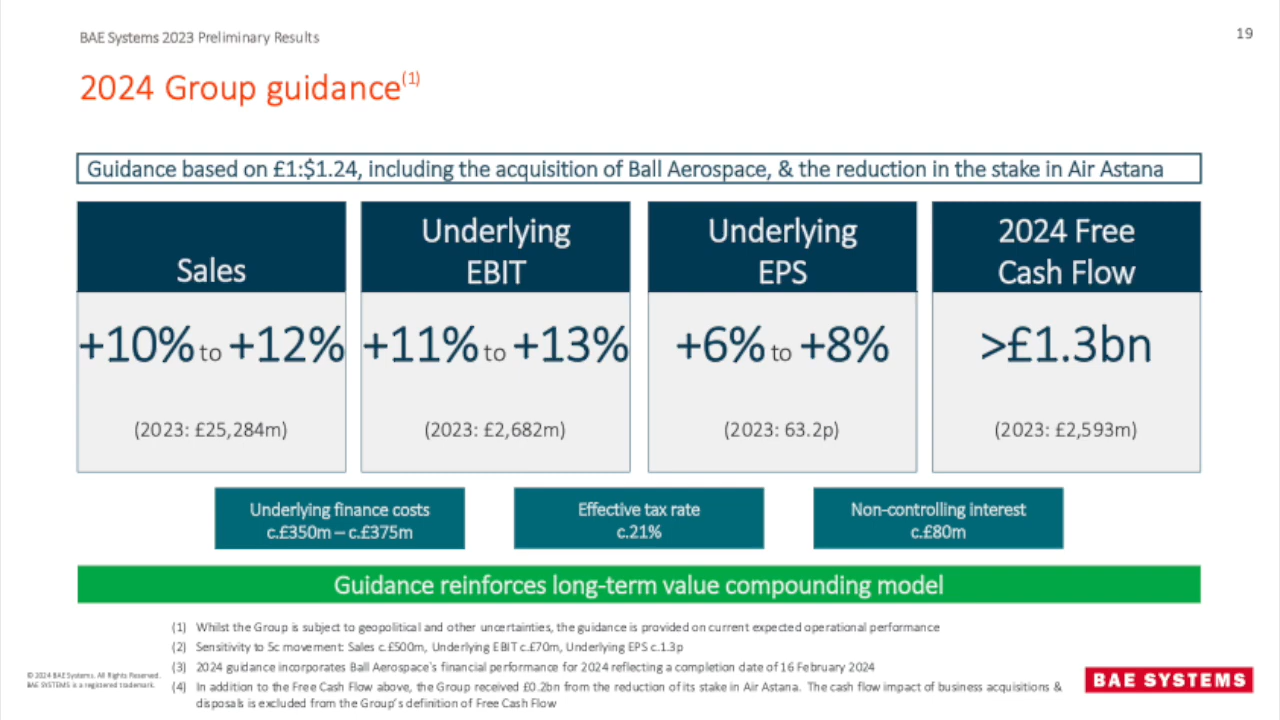 BAE Systems 2023 Preliminary Results
19
2024 Group guidance(1)
Guidance based on £1:$1.24, including the acquisition of Ball Aerospace, & the reduction in the stake in Air Astana
Sales
+10% to +12%
(2023: £25,284m)
Underlying
EBIT
+11% to +13%
(2023: £2,682m)
Underlying
EPS
+6% to +8%
(2023: 63.2p)
2024 Free
Cash Flow
>£1.3bn
(2023: £2,593m)
Underlying finance costs
c.£350m – c.£375m
Effective tax rate
c.21%
Non-controlling interest
c.£80m
Guidance reinforces long-term value compounding model
(1) Whilst the Group is subject to geopolitical and other uncertainties, the guidance is provided on current expected operational performance
(2) Sensitivity to 5c movement: Sales c.£500m, Underlying EBIT c.£70m, Underlying EPS c.1.3p
(3) 2024 guidance incorporates Ball Aerospace's financial performance for 2024 reflecting a completion date of 16 February 2024
(4) In addition to the Free Cash Flow above, the Group received £0.2bn from the reduction of its stake in Air Astana. The cash flow impact of business acquisitions &
disposals is excluded from the Group's definition of Free Cash Flow
© 2024 BAE Systems. All Rights Reserved.
BAE SYSTEMS is a registered trademark.
BAE SYSTEMS